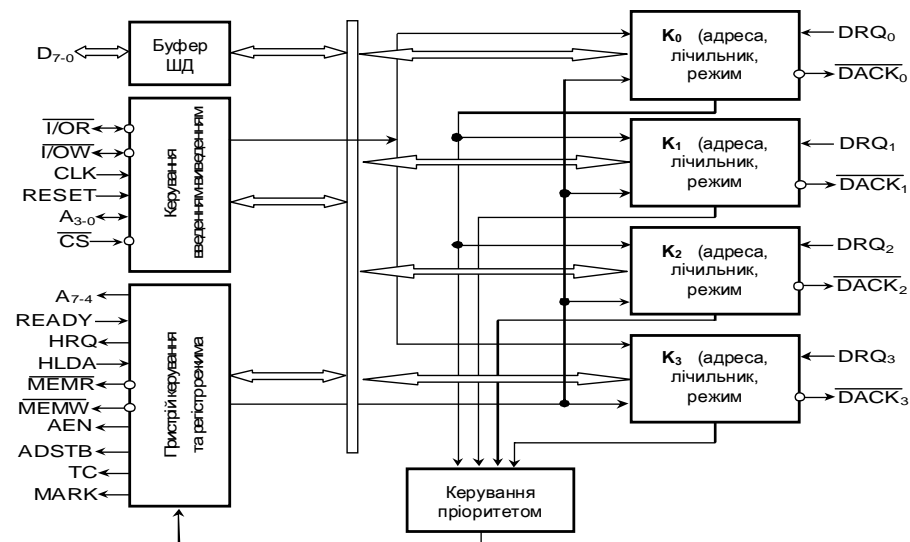 D7-0
Буфер
ШД
I/OR
I/OW
CLK
RESET
A3-0
CS
Керування
введенням-виведенням
A7-4
READY
HRQ
HLDA
MEMR
MEMW
AEN
ADSTB
TC
MARK
Пристрій керування
та регістр режима
K0 (адреса,
лічильник,
режим
DRQ0
DACK0
K1 (адреса,
лічильник,
режим
DRQ1
DACK1
K2 (адреса,
лічильник,
режим
DRQ2
DACK2
K3 (адреса,
лічильник,
режим
DRQ3
DACK3
Керування
пріоритетом